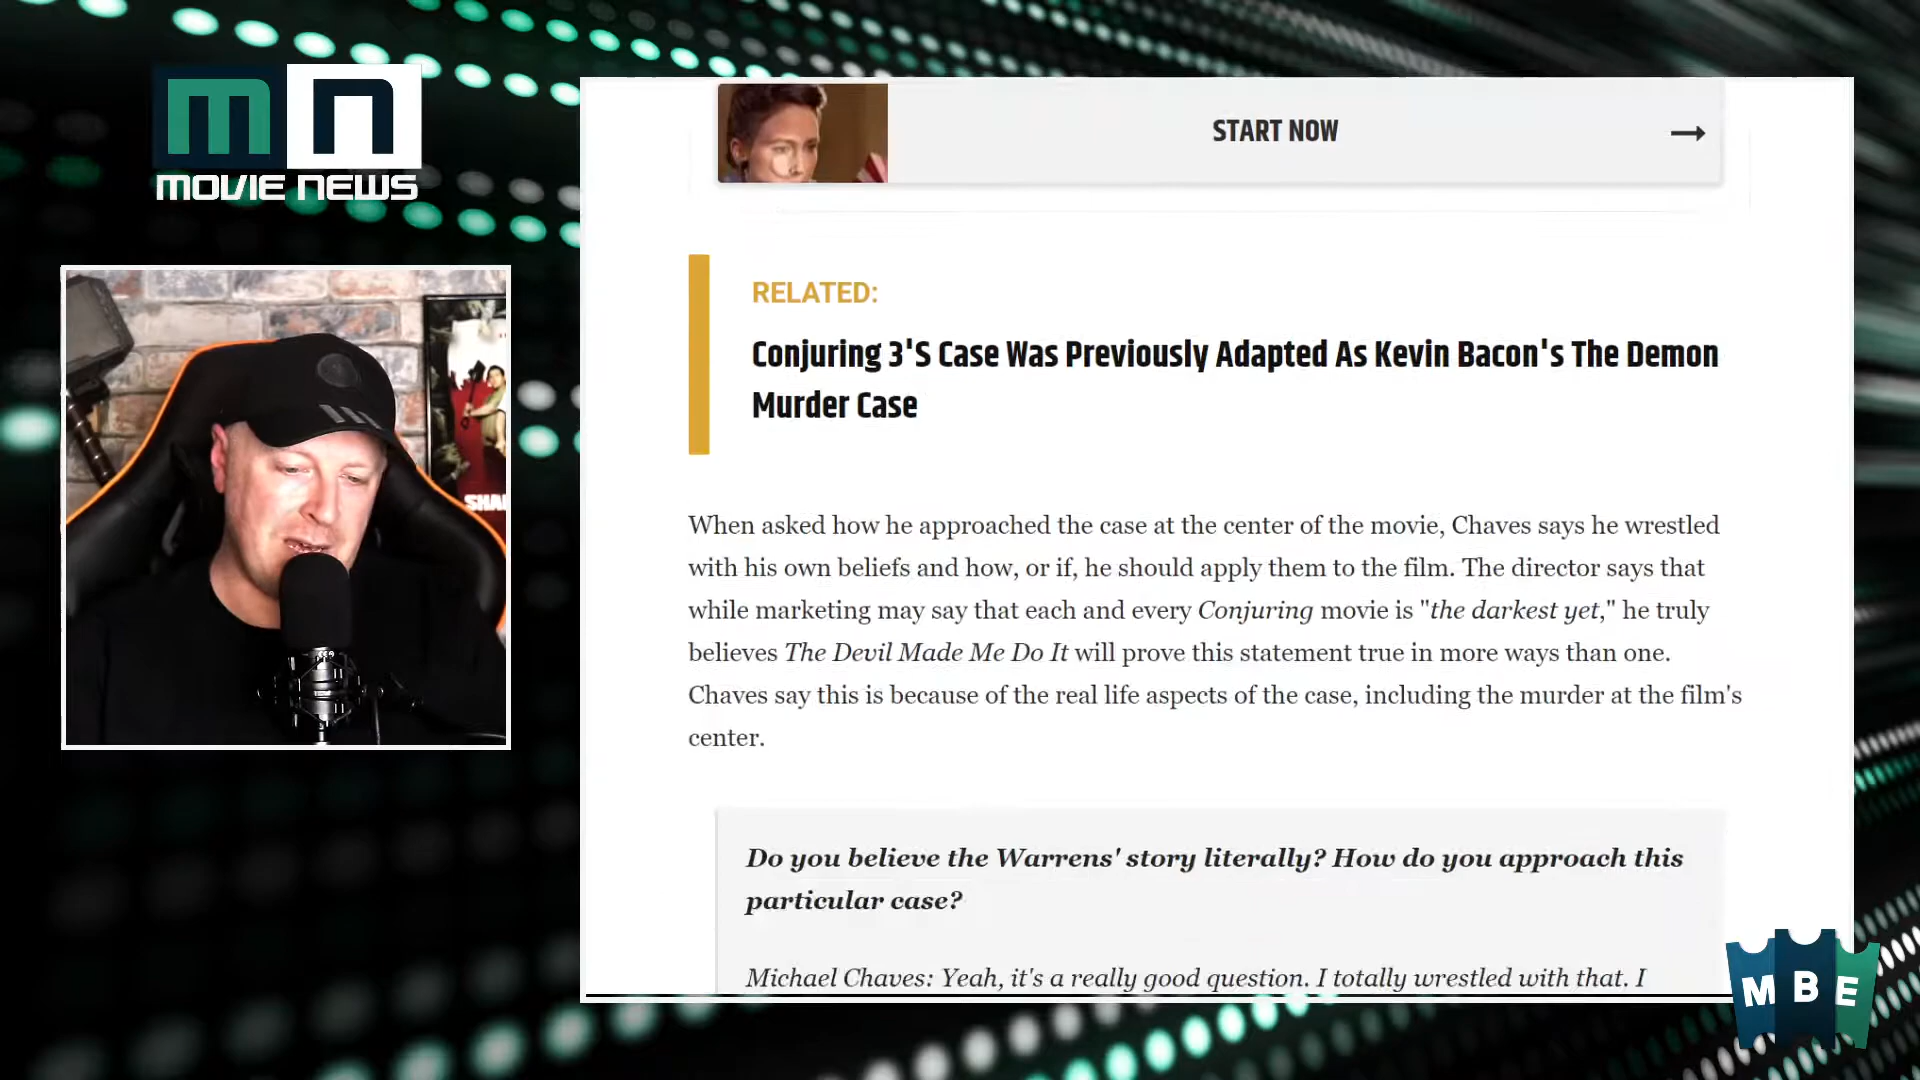 mn
MOVIE NEWS
SHA
START NOW
RELATED:
Conjuring 3'S Case Was Previously Adapted As Kevin Bacon's The Demon
Murder Case
When asked how he approached the case at the center of the movie, Chaves says he wrestled
with his own beliefs and how, or if, he should apply them to the film. The director says that
while marketing may say that each and every Conjuring movie is "the darkest yet," he truly
believes The Devil Made Me Do It will prove this statement true in more ways than one.
Chaves say this is because of the real life aspects of the case, including the murder at the film's
center.
Do you believe the Warrens' story literally? How do you approach this
particular case?
Michael Chaves: Yeah, it's a really good question. I totally wrestled with that. I
MBE